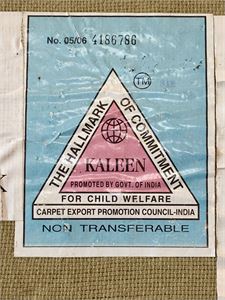 No. 05/06 4186786
TM
THE HALLMARK
OF COMMITMENT
KALEEN
PROMOTED BY GOVT. OF INDIA
FOR CHILD WELFARE
CARPET EXPORT PROMOTION COUNCIL-INDIA
NON TRANSFERABLE